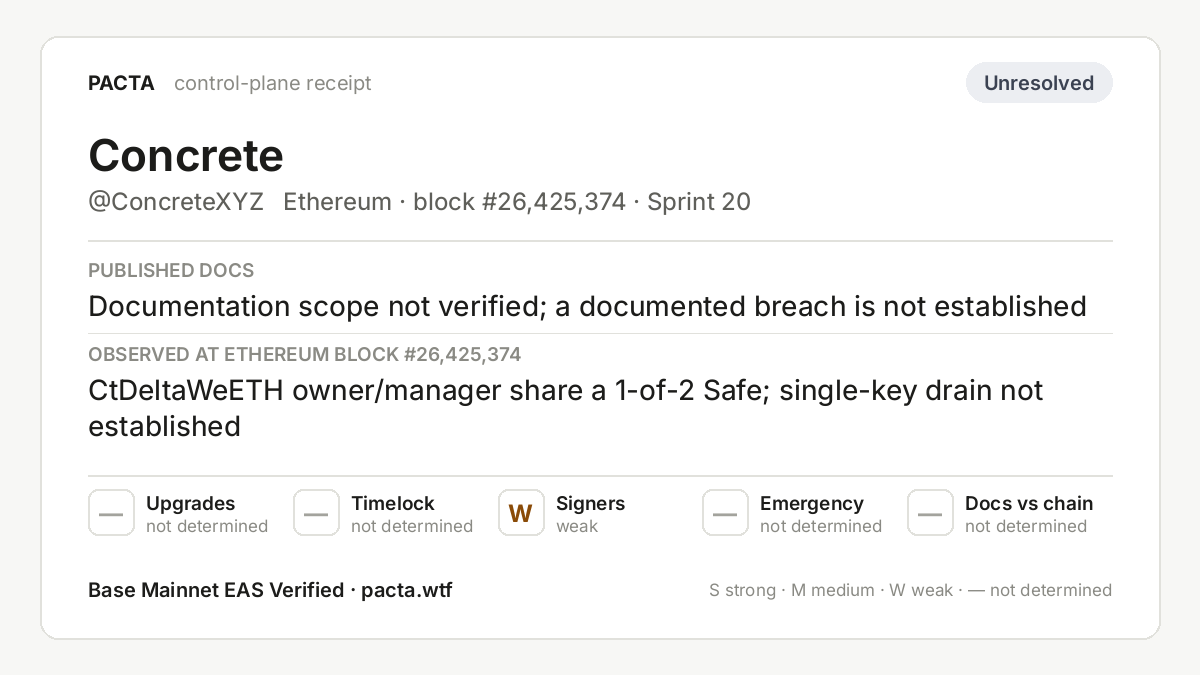 PACTA control-plane receipt
Unresolved
Concrete
@ConcreteXYZ Ethereum · block #26,425,374 · Sprint 20
PUBLISHED DOCS
Documentation scope not verified; a documented breach is not established
OBSERVED AT ETHEREUM BLOCK #26,425,374
CtDeltaWeETH owner/manager share a 1-of-2 Safe; single-key drain not
established
— Upgrades
not determined
— Timelock
not determined
W Signers
weak
— Emergency
not determined
— Docs vs chain
not determined
Base Mainnet EAS Verified · pacta.wtf
S strong · M medium · W weak · — not determined